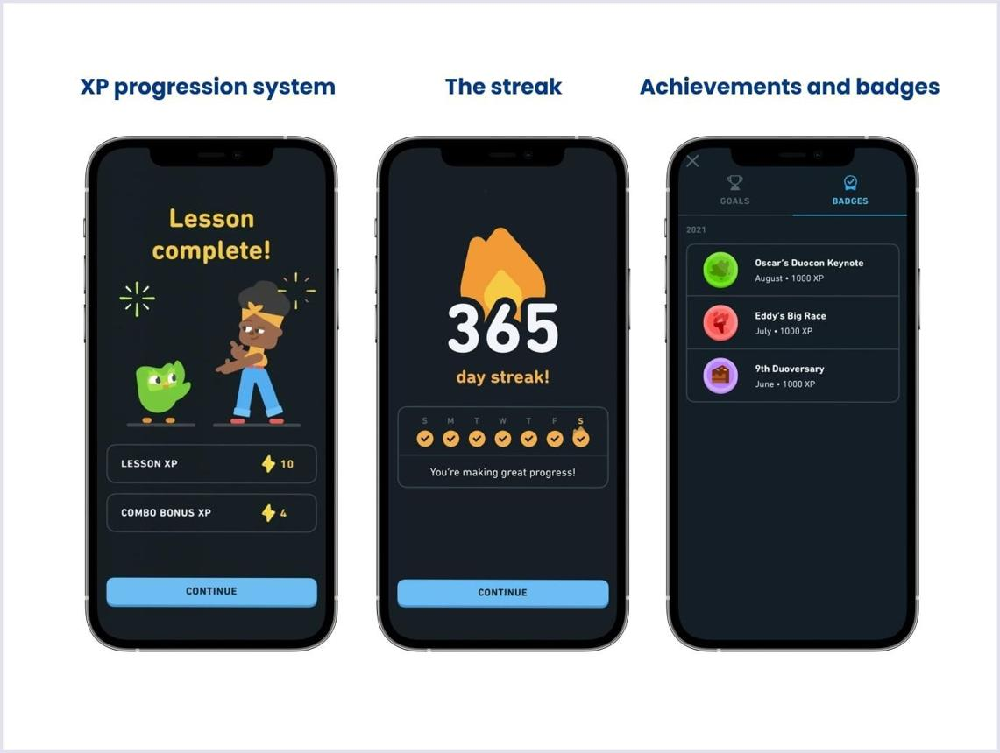 XP progression system
The streak
Achievements and badges
Lesson
complete!
LESSON XP 10
COMBO BONUS XP 4
CONTINUE
365
day streak!
S M T W T F S
You're making great progress!
CONTINUE
GOALS BADGES
2021
Oscar's Duocon Keynote
August • 1000 XP
Eddy's Big Race
July • 1000 XP
9th Duoversary
June • 1000 XP